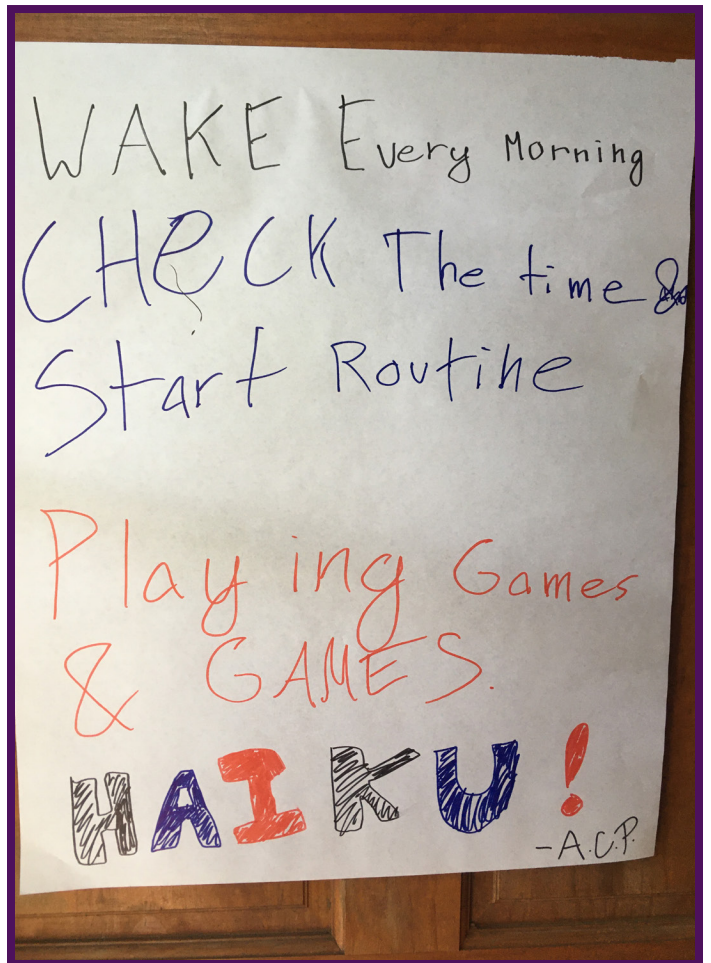 WAKE Every Morning
CHeCK The time &
Start Routine
Playing Games
& GAMES.
HAIKU!
-A.C.P.